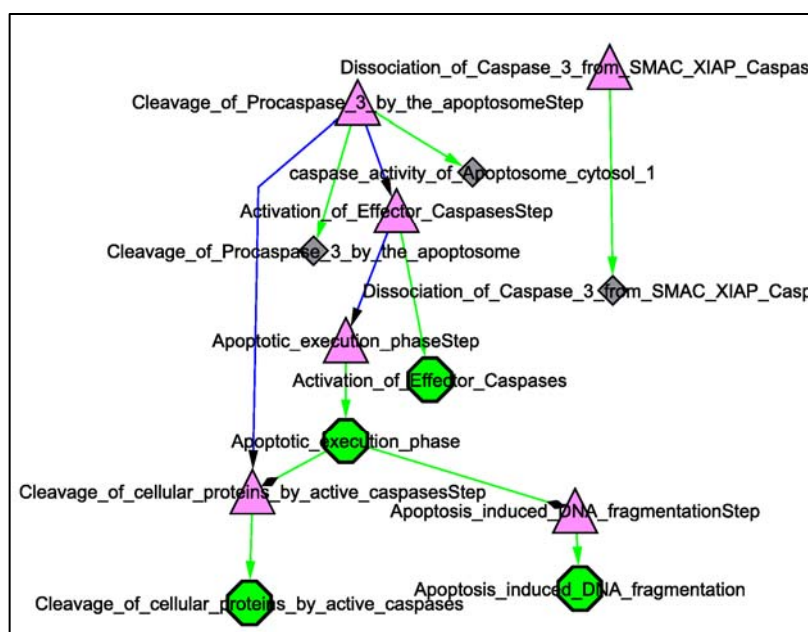 Dissociation_of_Caspase_3_from_SMAC_XIAP_Caspas
Cleavage_of_Procaspase_3_by_the_apoptosomeStep
caspase_activity_of_Apoptosome_cytosol_1
Activation_of_Effector_CaspasesStep
Cleavage_of_Procaspase_3_by_the_apoptosome
Dissociation_of_Caspase_3_from_SMAC_XIAP_Casp
Apoptotic_execution_phaseStep
Activation_of_Effector_Caspases
Apoptotic_execution_phase
Cleavage_of_cellular_proteins_by_active_caspasesStep
Apoptosis_induced_DNA_fragmentationStep
Apoptosis_induced_DNA_fragmentation
Cleavage_of_cellular_proteins_by_active_caspases